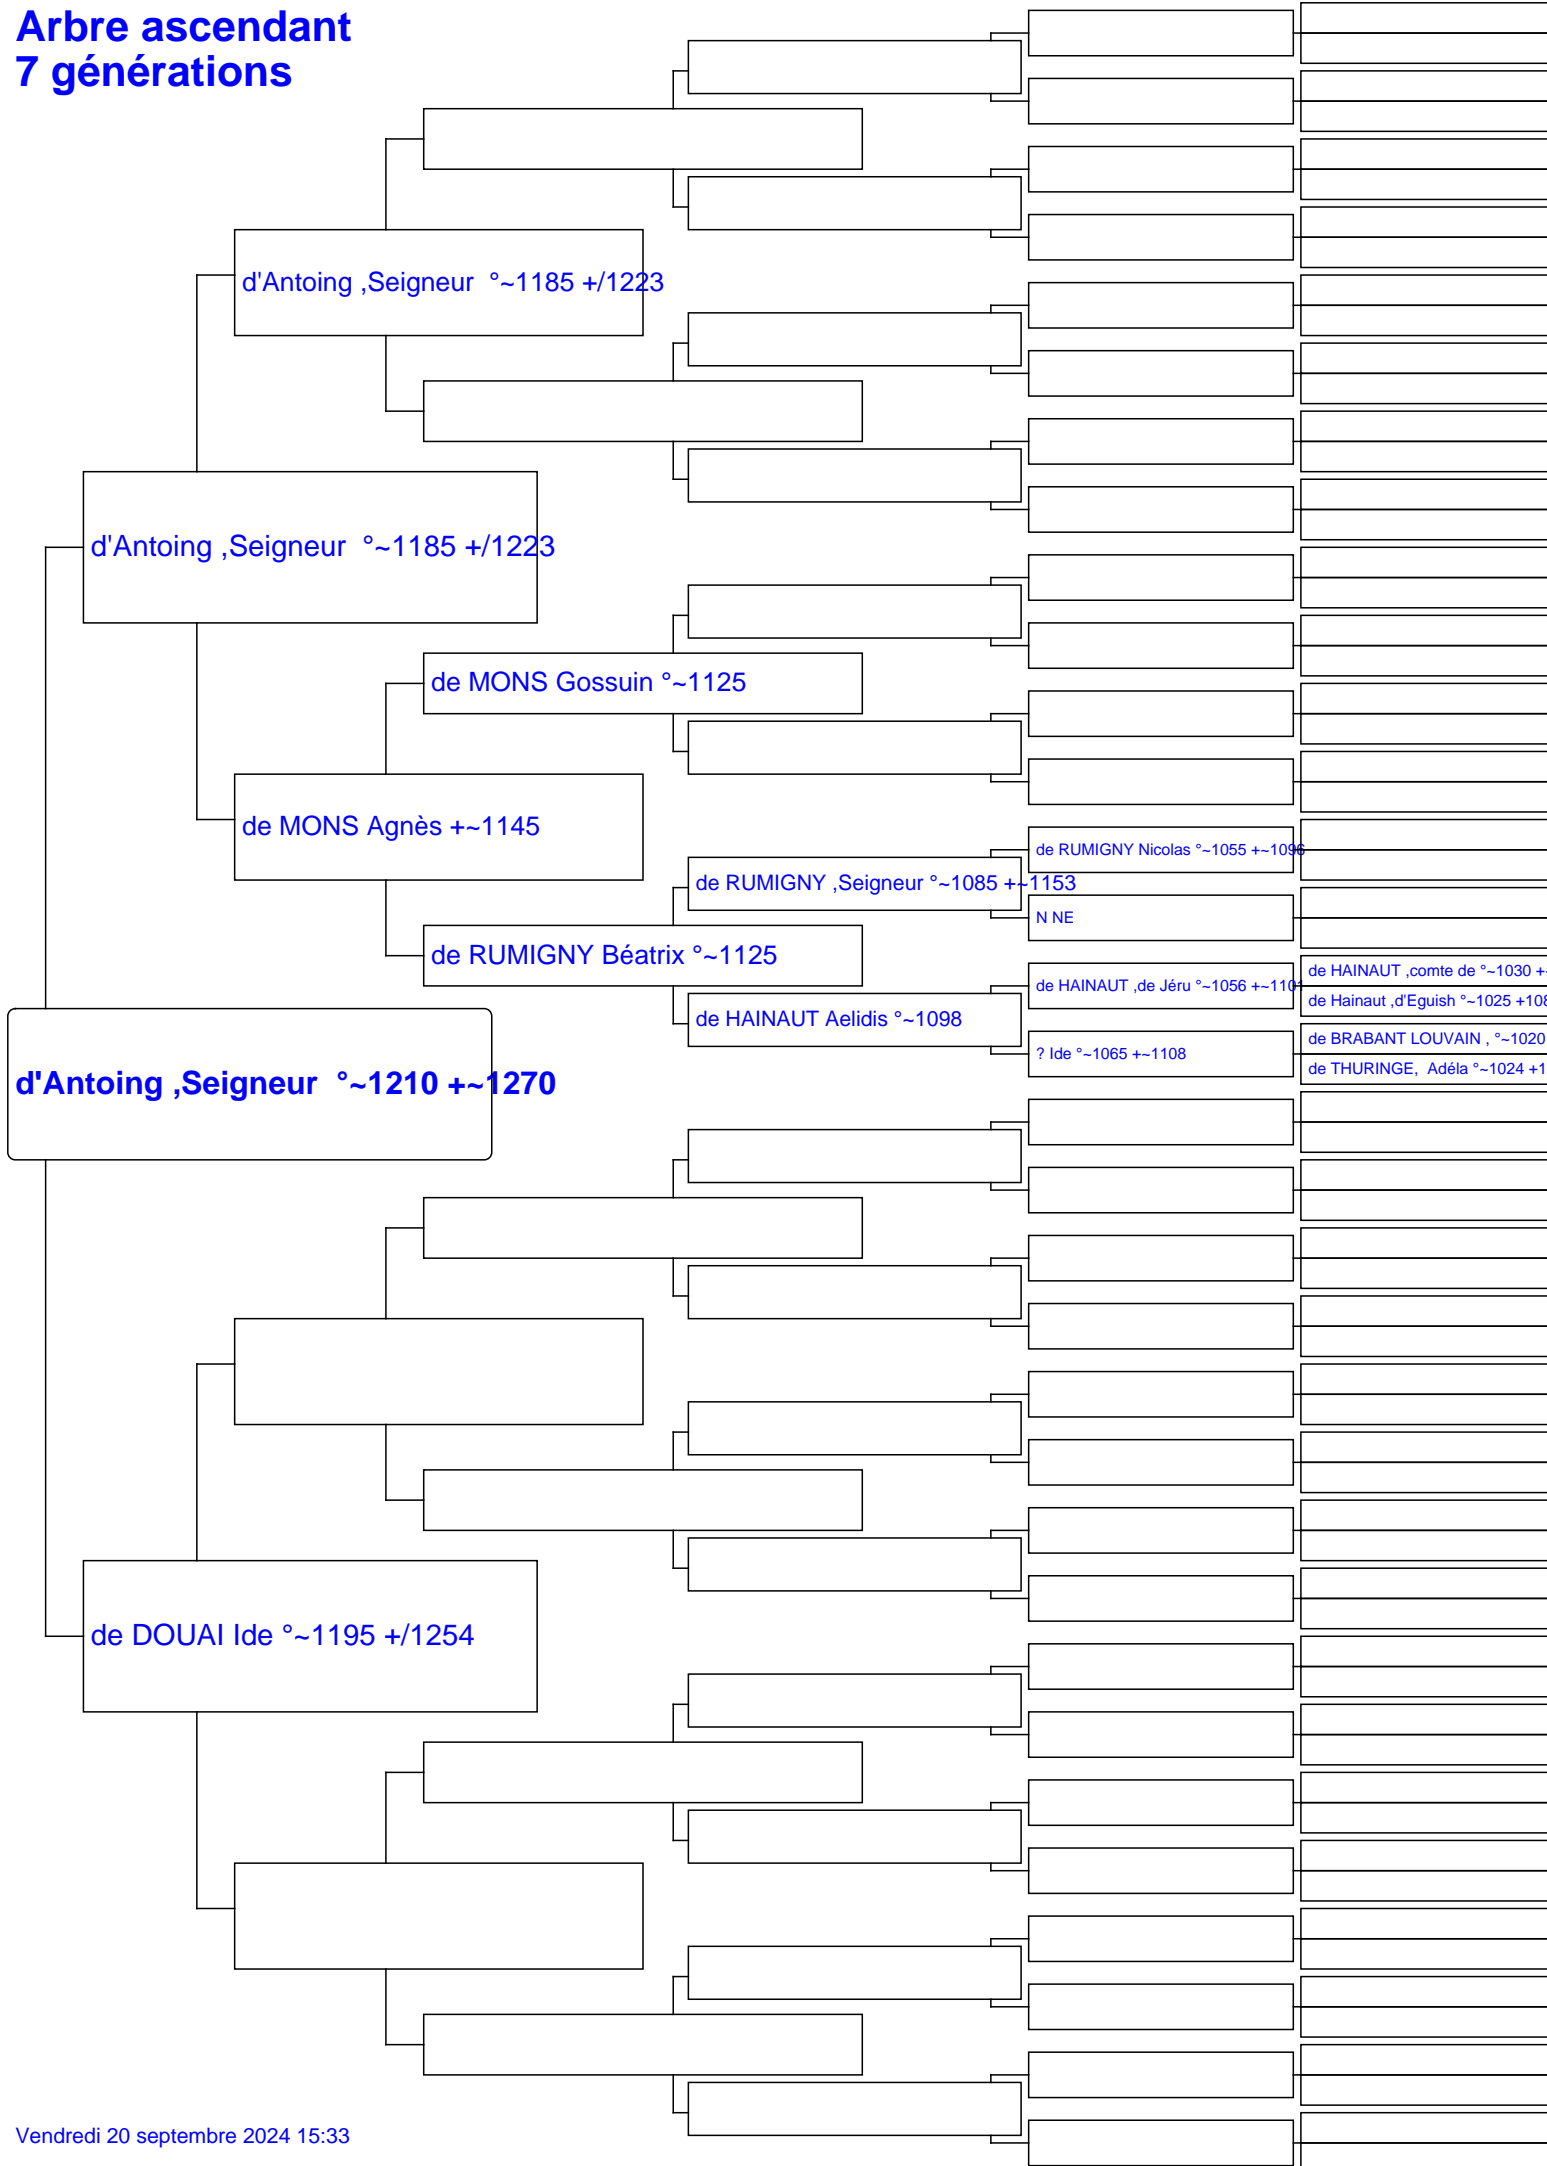 Arbre ascendant
7 générations
d'Antoing ,Seigneur  °~1185 +/1223
d'Antoing ,Seigneur  °~1185 +/1223
de MONS Gossuin °~1125
de MONS Agnès +~1145
de RUMIGNY Nicolas °~1055 +~1096
de RUMIGNY ,Seigneur °~1085 +~1153
N NE
de RUMIGNY Béatrix °~1125
de HAINAUT ,comte de °~1030 +~
de HAINAUT ,de Jéru °~1056 +~1101
de Hainaut ,d'Eguish °~1025 +108
de HAINAUT Aelidis °~1098
de BRABANT LOUVAIN , °~1020
? Ide °~1065 +~1108
de THURINGE,  Adéla °~1024 +1
d'Antoing ,Seigneur  °~1210 +~1270
de DOUAI Ide °~1195 +/1254
Vendredi 20 septembre 2024 15:33